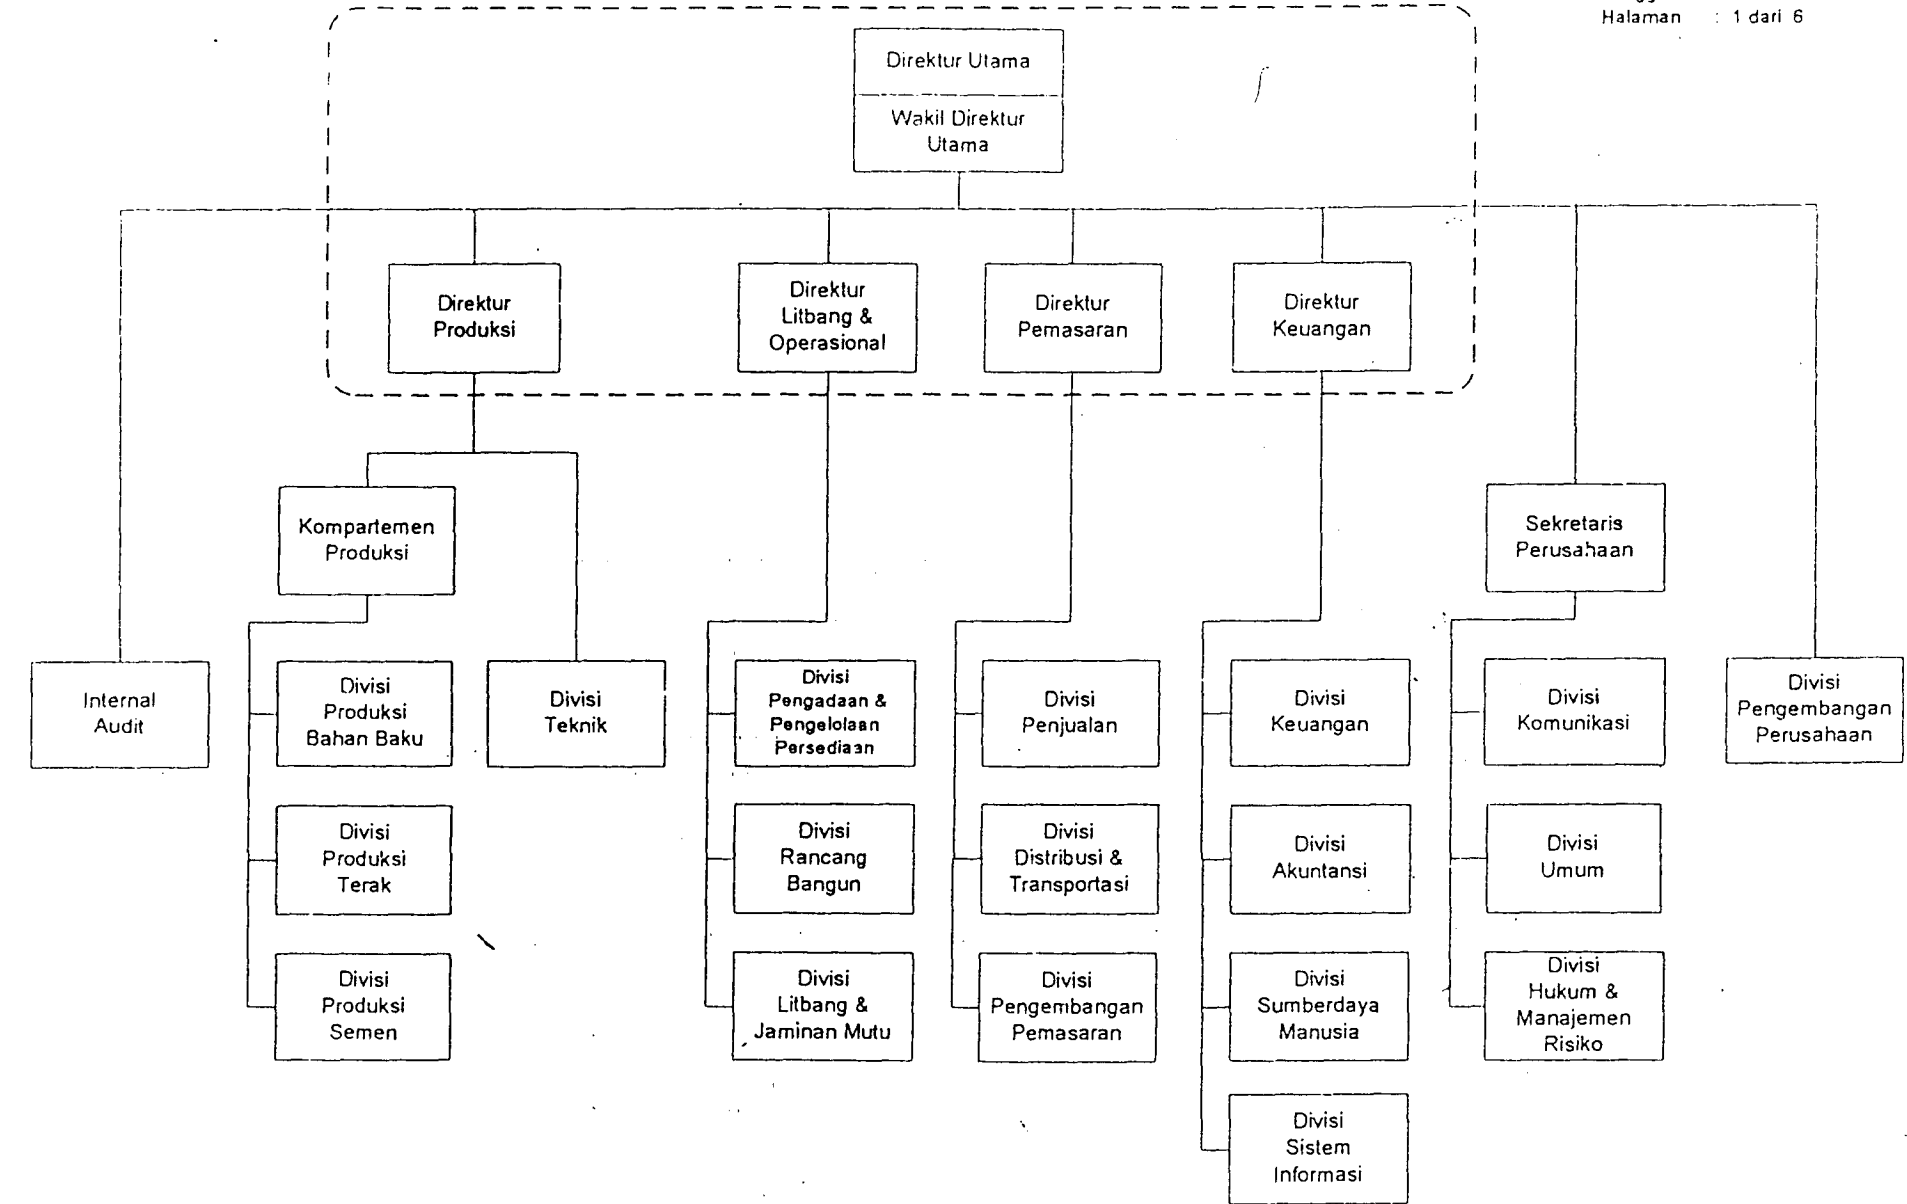 Halaman : 1 dari 6
Direktur Utama
Wakil Direktur
Utama
Direktur
Produksi
Direktur
Litbang &
Operasional
Direktur
Pemasaran
Direktur
Keuangan
Kompartemen
Produksi
Sekretaris
Perusahaan
Internal
Audit
Divisi
Produksi
Bahan Baku
Divisi
Teknik
Divisi
Pengadaan &
Pengelolaan
Persediaan
Divisi
Penjualan
Divisi
Keuangan
Divisi
Komunikasi
Divisi
Pengembangan
Perusahaan
Divisi
Produksi
Terak
Divisi
Rancang
Bangun
Divisi
Distribusi &
Transportasi
Divisi
Akuntansi
Divisi
Umum
Divisi
Produksi
Semen
Divisi
Litbang &
Jaminan Mutu
Divisi
Pengembangan
Pemasaran
Divisi
Sumberdaya
Manusia
Divisi
Hukum &
Manajemen
Risiko
Divisi
Sistem
Informasi